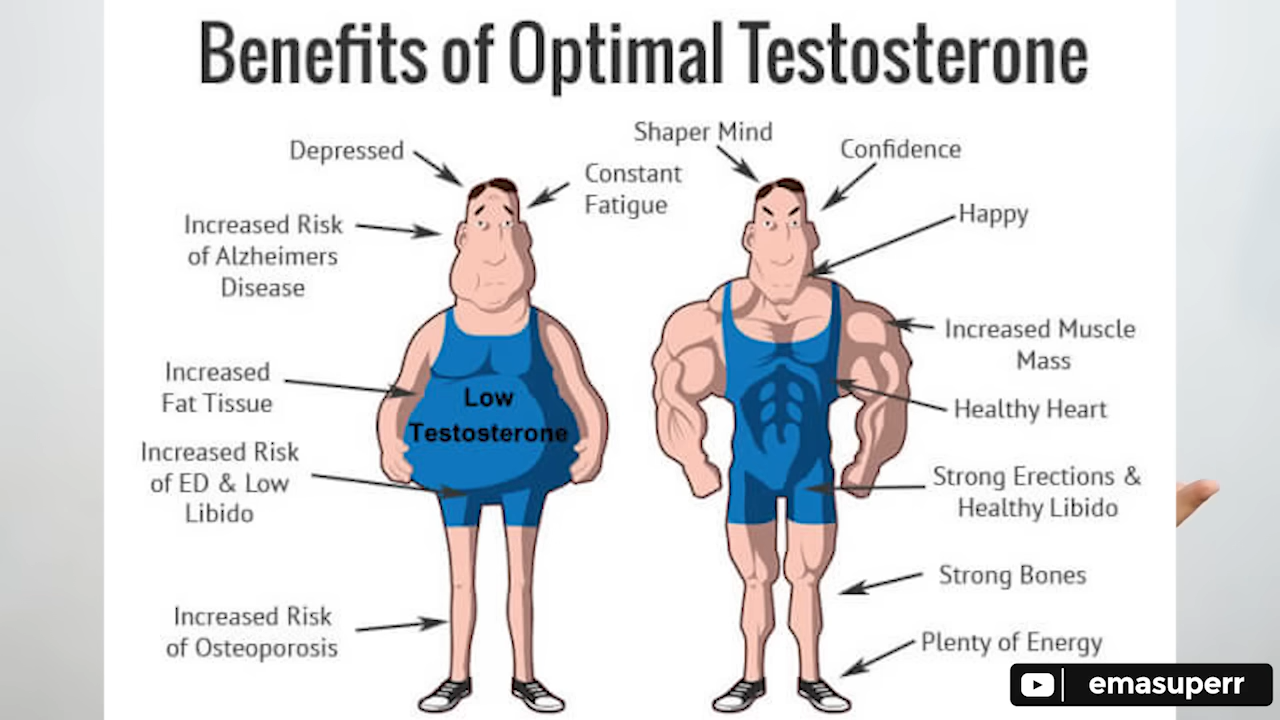 Benefits of Optimal Testosterone
Depressed
Constant
Fatigue
Increased Risk
of Alzheimers
Disease
Increased
Fat Tissue
Low
Testosterone
Increased Risk
of ED & Low
Libido
Increased Risk
of Osteoporosis
Shaper Mind
Confidence
Happy
Increased Muscle
Mass
Healthy Heart
Strong Erections &
Healthy Libido
Strong Bones
Plenty of Energy
emasuperr